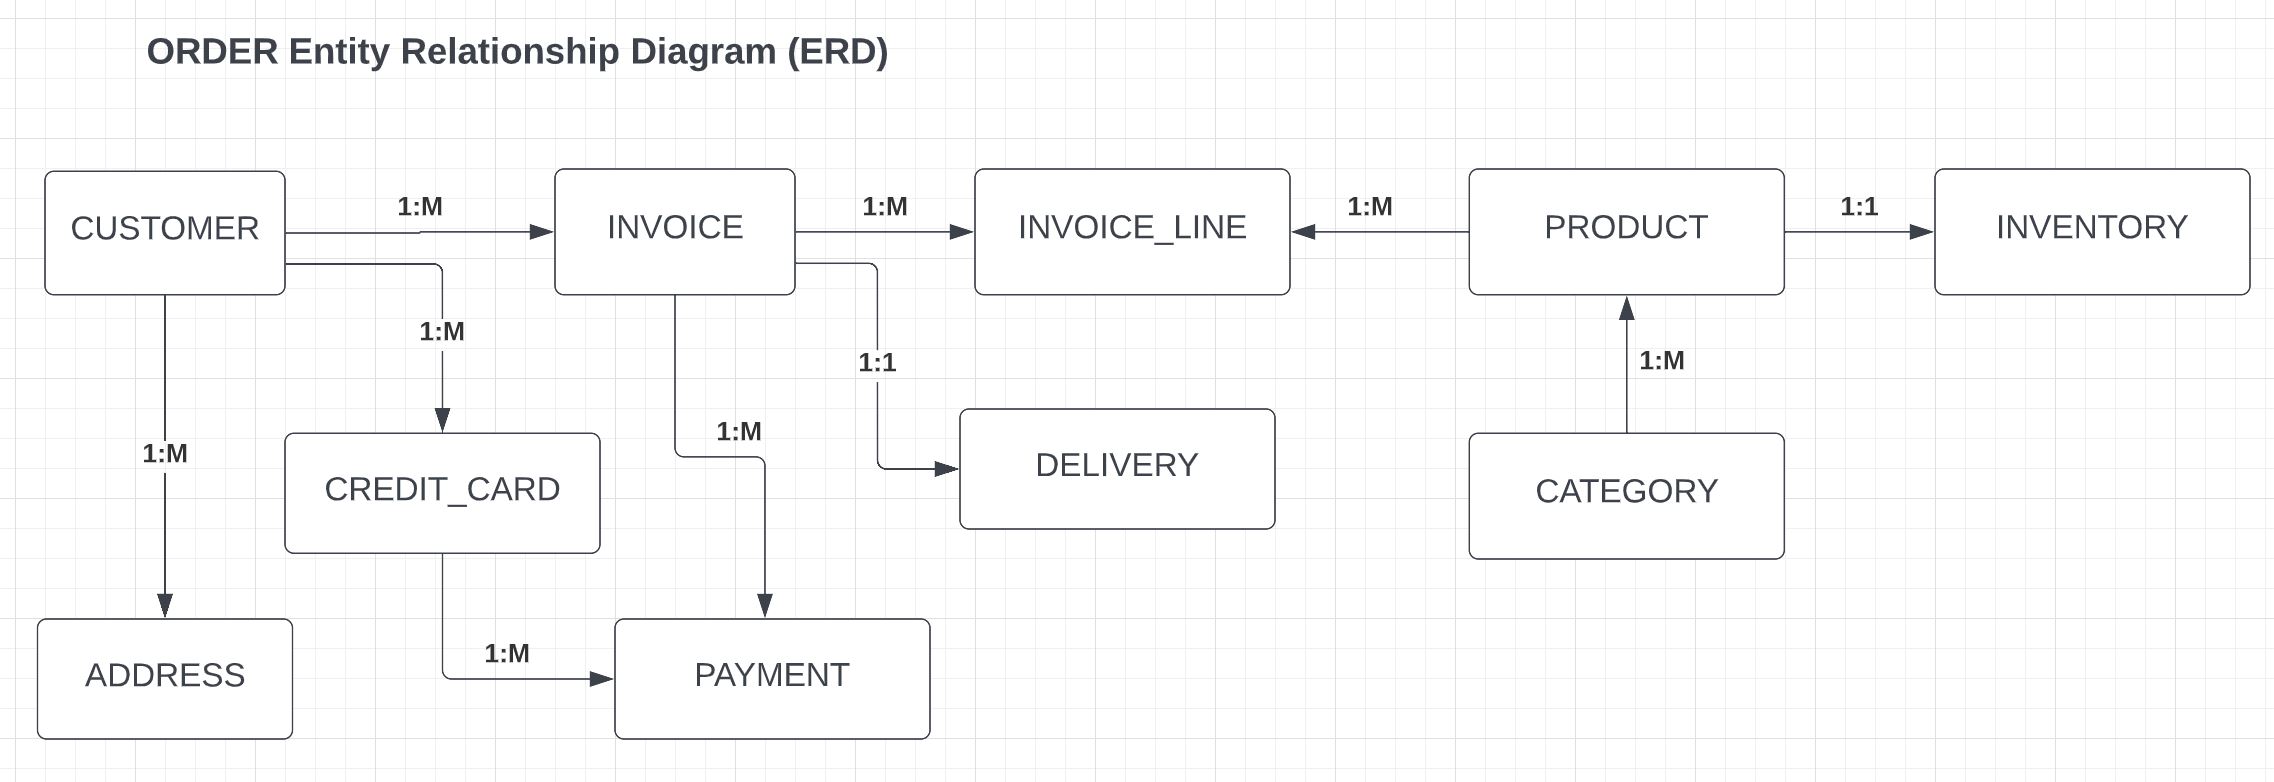 ORDER Entity Relationship Diagram (ERD)
CUSTOMER
1:M
INVOICE
1:M
INVOICE_LINE
1:M
PRODUCT
1:1
INVENTORY
1:M
1:1
1:M
1:M
1:M
CREDIT_CARD
DELIVERY
CATEGORY
1:M
ADDRESS
PAYMENT